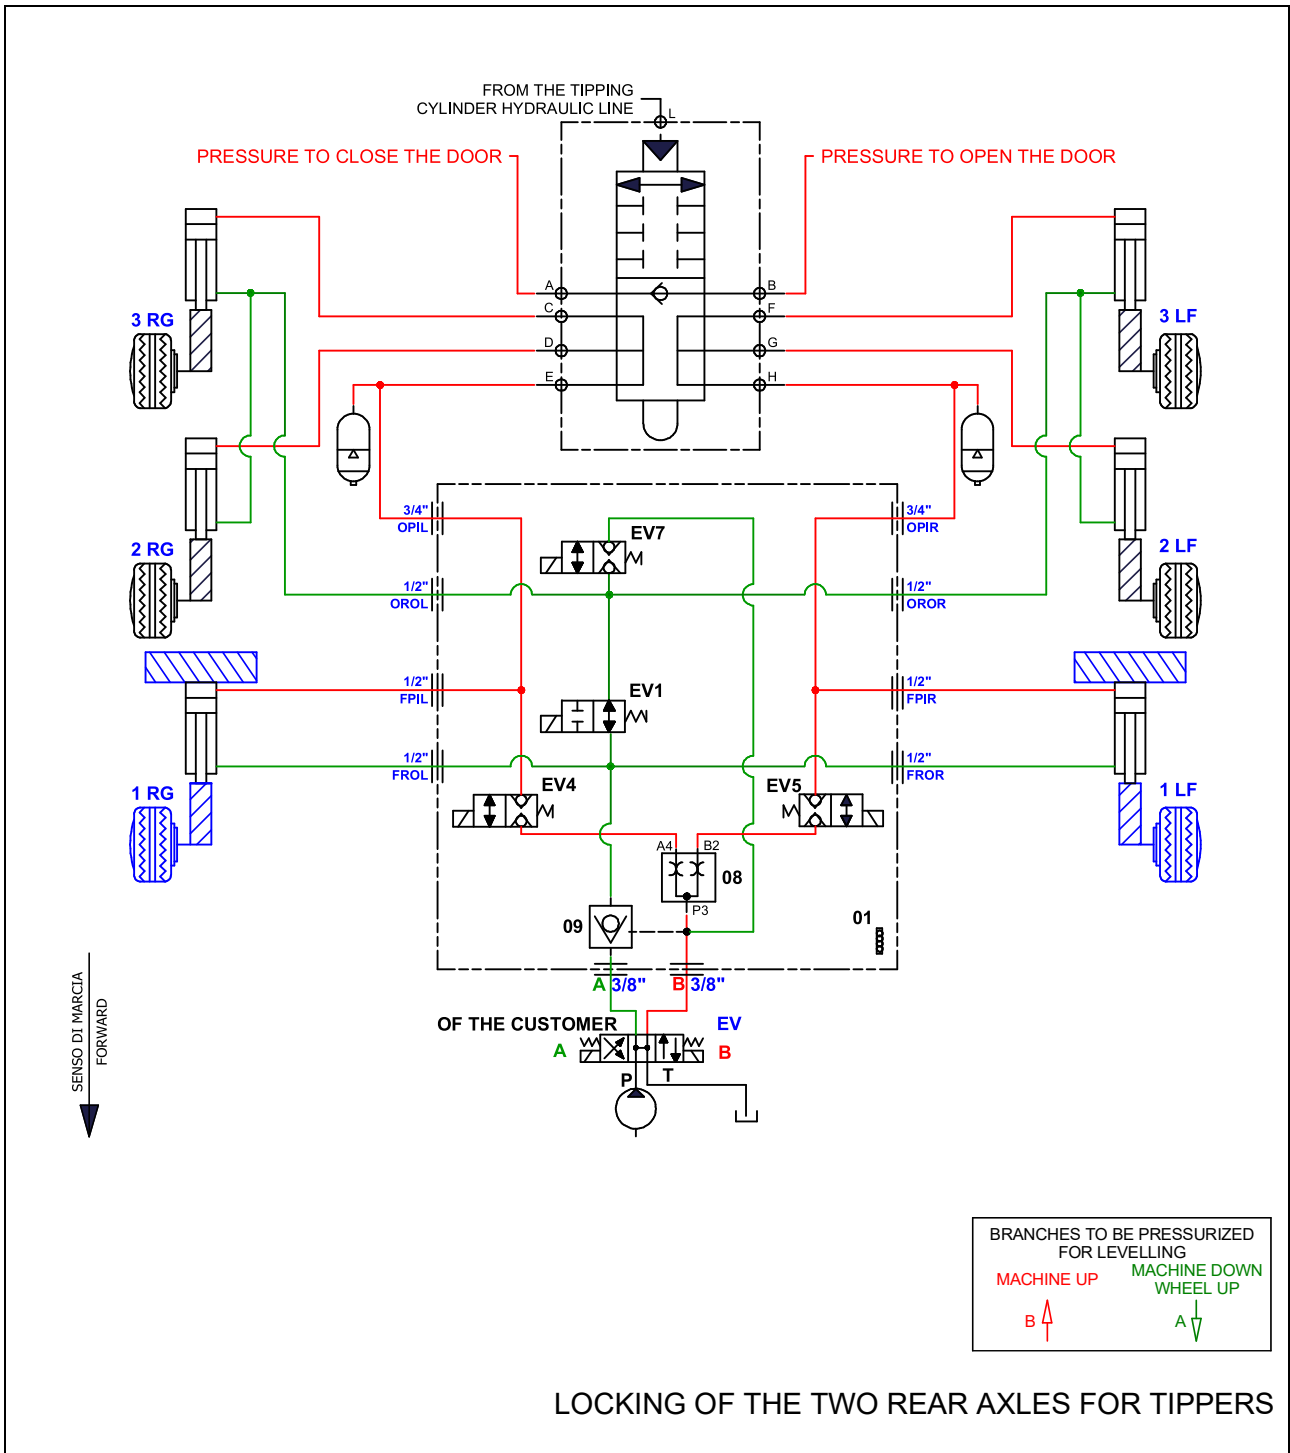 FROM THE TIPPING
CYLINDER HYDRAULIC LINE
L
PRESSURE TO CLOSE THE DOOR
PRESSURE TO OPEN THE DOOR
A
B
C
F
3 RG
3 LF
D
G
E
H
3/4"
OPIL
3/4"
OPIR
EV7
2 RG
2 LF
1/2"
OROL
1/2"
OROR
1/2"
FPIL
EV1
1/2"
FPIR
1/2"
FROL
1/2"
FROR
1 RG
EV4
EV5
1 LF
A4
B2
08
P3
09
01
A 3/8"
B 3/8"
OF THE CUSTOMER
EV
A
B
P
T
SENSO DI MARCIA
FORWARD
BRANCHES TO BE PRESSURIZED
FOR LEVELLING
MACHINE UP
MACHINE DOWN
WHEEL UP
B
A
LOCKING OF THE TWO REAR AXLES FOR TIPPERS